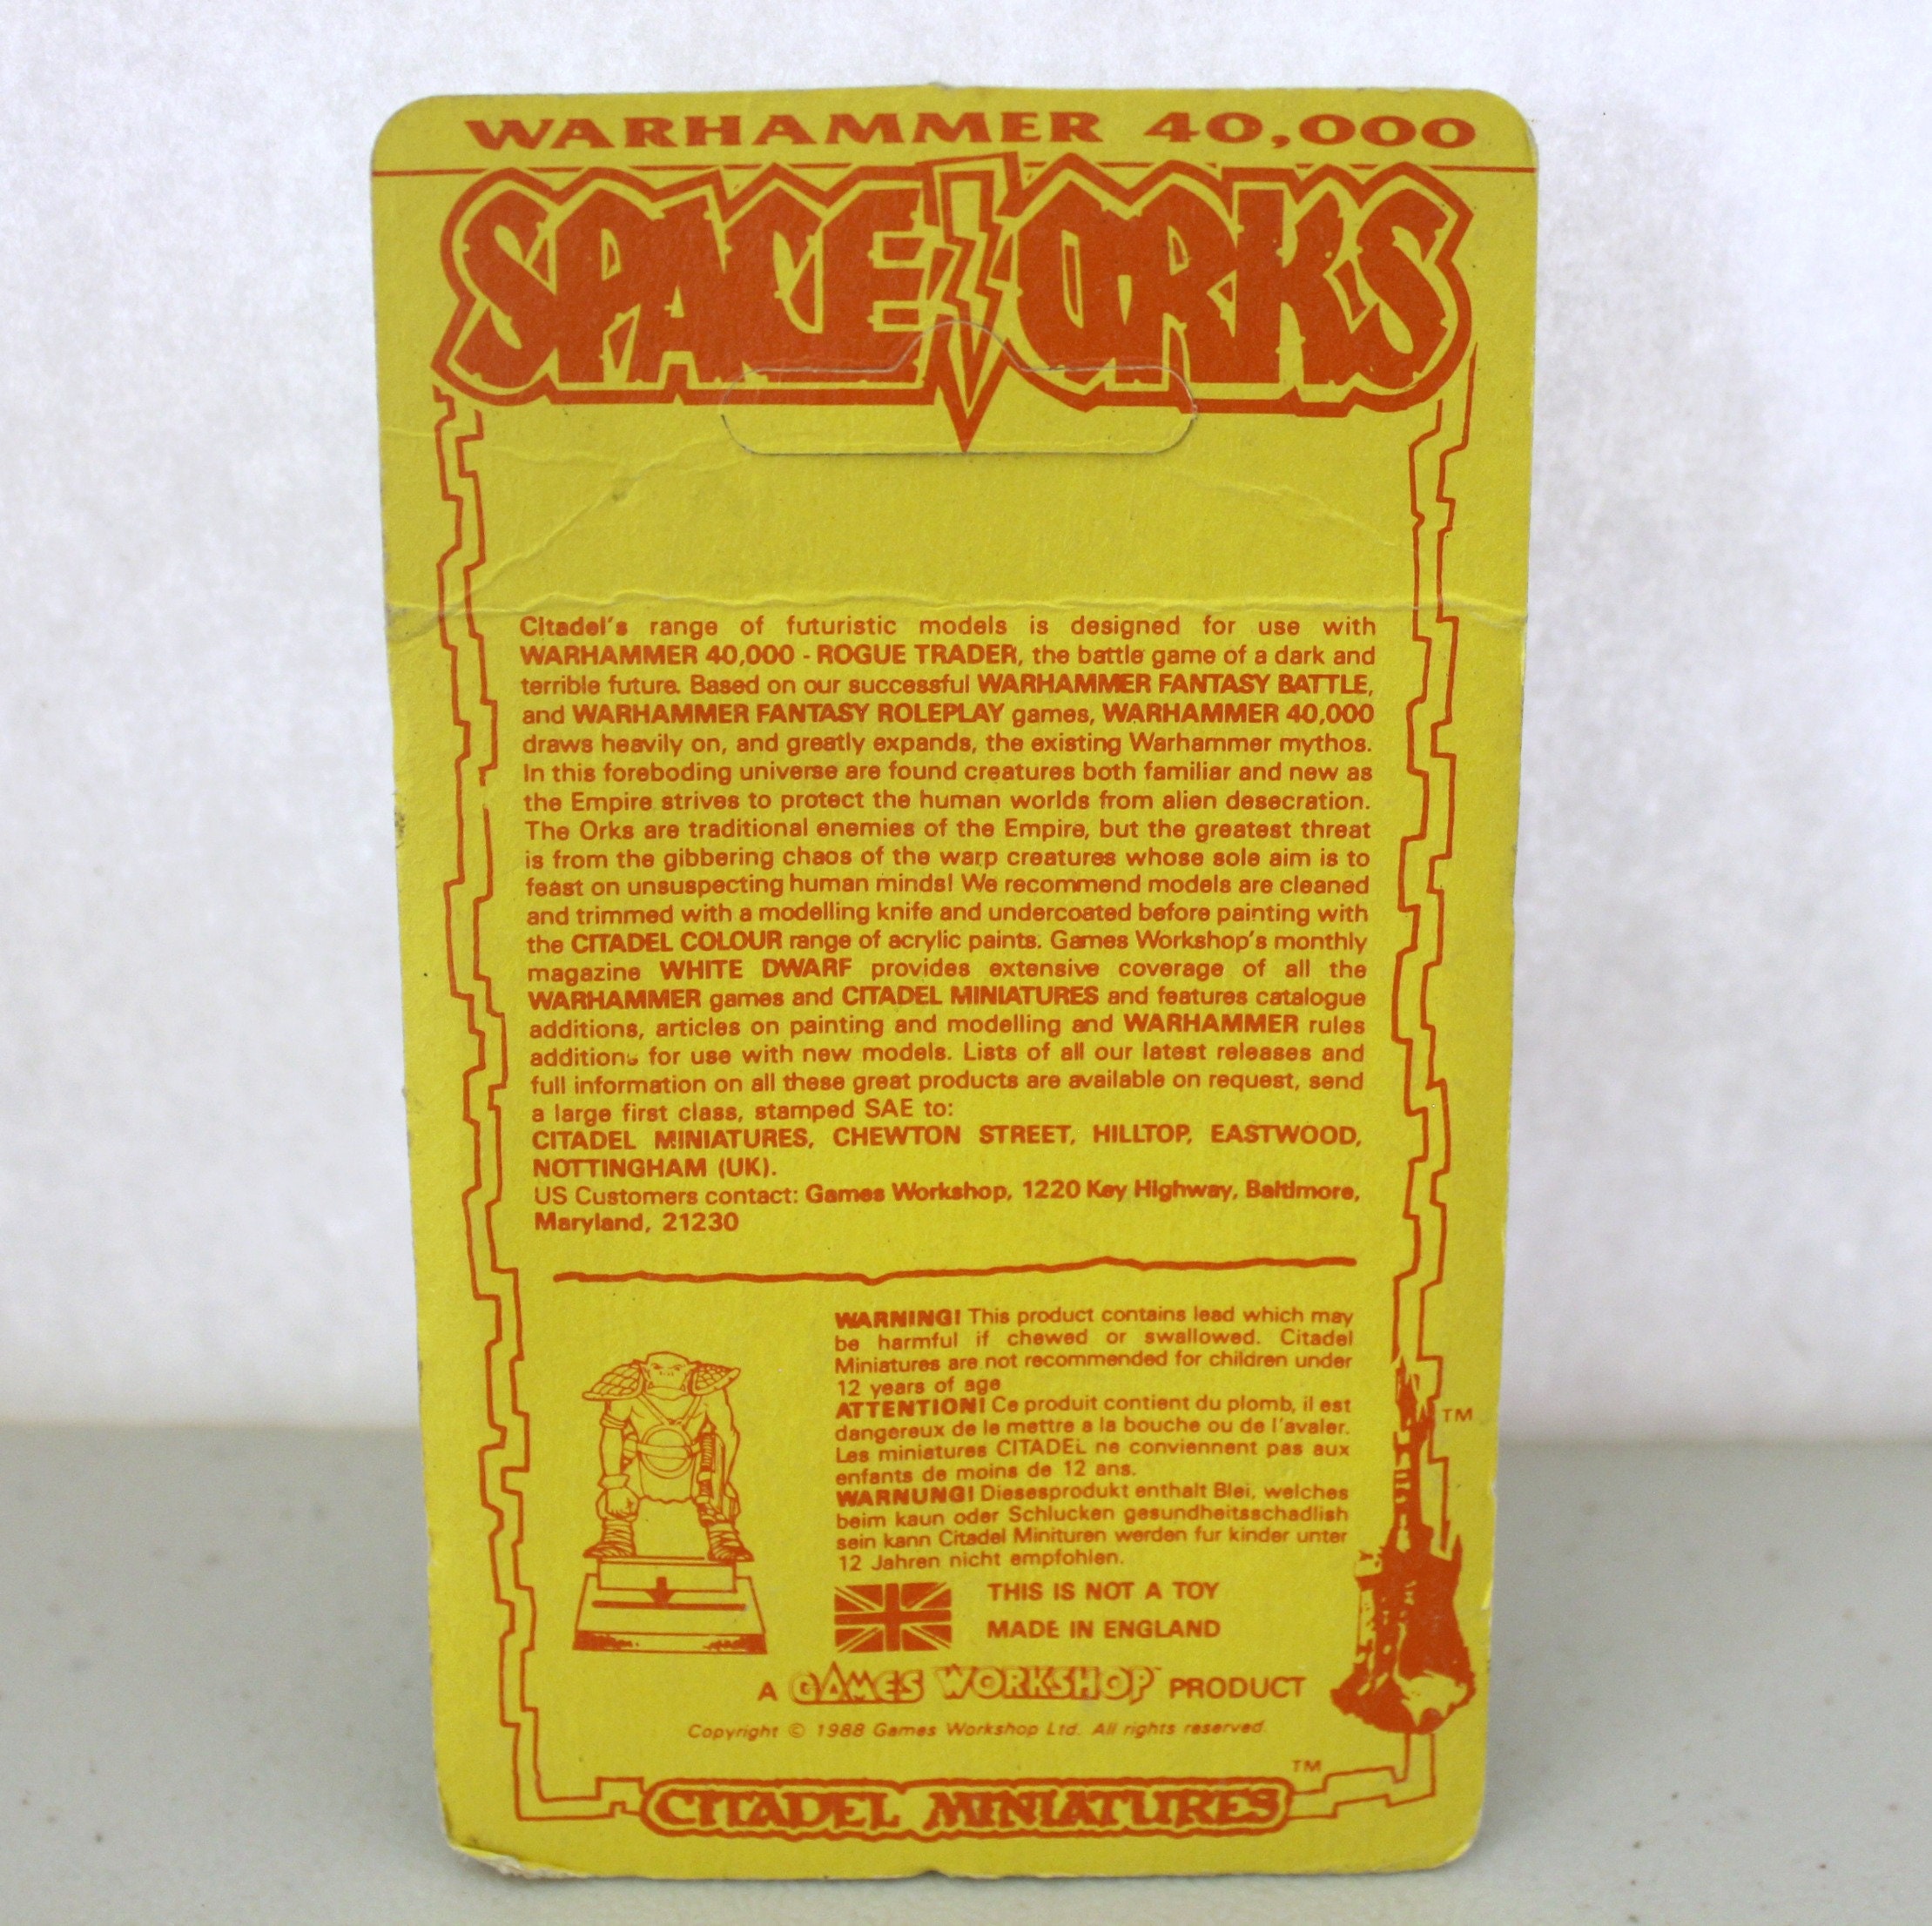 WARHAMMER 40,000
SPACE ORKS
Citadel's range of futuristic models is designed for use with
WARHAMMER 40,000 - ROGUE TRADER, the battle game of a dark and
terrible future. Based on our successful WARHAMMER FANTASY BATTLE,
and WARHAMMER FANTASY ROLEPLAY games, WARHAMMER 40,000
draws heavily on, and greatly expands, the existing Warhammer mythos.
In this foreboding universe are found creatures both familiar and new as
the Empire strives to protect the human worlds from alien desecration.
The Orks are traditional enemies of the Empire, but the greatest threat
is from the gibbering chaos of the warp creatures whose sole aim is to
feast on unsuspecting human minds! We recommend models are cleaned
and trimmed with a modelling knife and undercoated before painting with
the CITADEL COLOUR range of acrylic paints. Games Workshop's monthly
magazine WHITE DWARF provides extensive coverage of all the
WARHAMMER games and CITADEL MINIATURES and features catalogue
additions, articles on painting and modelling and WARHAMMER rules
additions for use with new models. Lists of all our latest releases and
full information on all these great products are available on request, send
a large first class, stamped SAE to:
CITADEL MINIATURES, CHEWTON STREET, HILLTOP, EASTWOOD,
NOTTINGHAM (UK).
US Customers contact: Games Workshop, 1220 Key Highway, Baltimore,
Maryland, 21230
WARNING! This product contains lead which may
be harmful if chewed or swallowed. Citadel
Miniatures are not recommended for children under
12 years of age
ATTENTION! Ce produit contient du plomb, il est
dangereux de le mettre a la bouche ou de l'avaler.
Les miniatures CITADEL ne conviennent pas aux
enfants de moins de 12 ans.
WARNUNG! Diesesprodukt enthalt Blei, welches
beim kaun oder Schlucken gesundheitsschadlish
sein kann Citadel Minituren werden fur kinder unter
12 Jahren nicht empfohlen.
THIS IS NOT A TOY
MADE IN ENGLAND
TM
A GAMES WORKSHOP™ PRODUCT
Copyright © 1988 Games Workshop Ltd. All rights reserved.
CITADEL MINIATURES TM